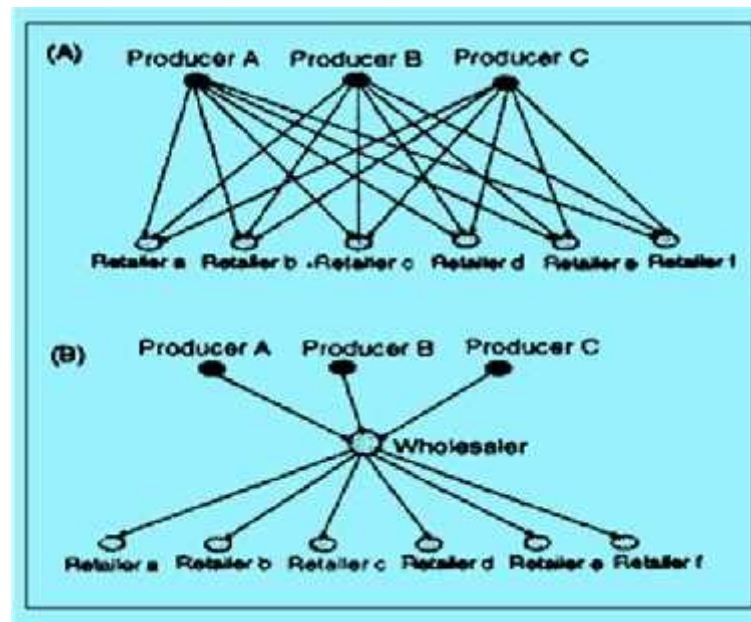 (A)
Producer A Producer B Producer C
Retailer a Retailer b Retailer c Retailer d Retailer e Retailer f
(B)
Producer A Producer B Producer C
Wholesaler
Retailer a Retailer b Retailer c Retailer d Retailer e Retailer f